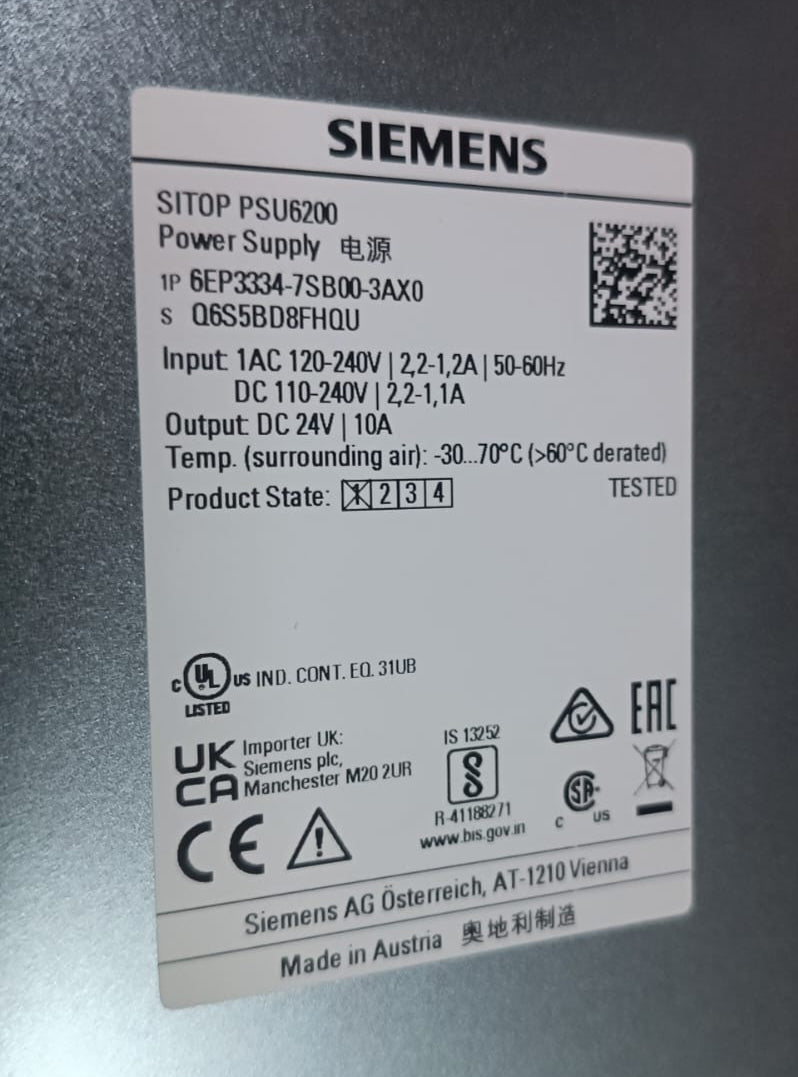 SIEMENS
SITOP PSU6200
Power Supply 电源
1P 6EP3334-7SB00-3AX0
S Q6S5BD8FHQU
Input: 1AC 120-240V | 2,2-1,2A | 50-60Hz
DC 110-240V | 2,2-1,1A
Output: DC 24V | 10A
Temp. (surrounding air): -30...70°C (>60°C derated)
Product State: 1 2 3 4
TESTED
c UL us IND. CONT. EQ. 31UB
LISTED
UK CA
Importer UK:
Siemens plc,
Manchester M20 2UR
IS 13252
R-41188271
www.bis.gov.in
EAC
c SA us
CE
Siemens AG Österreich, AT-1210 Vienna
Made in Austria 奥地利制造